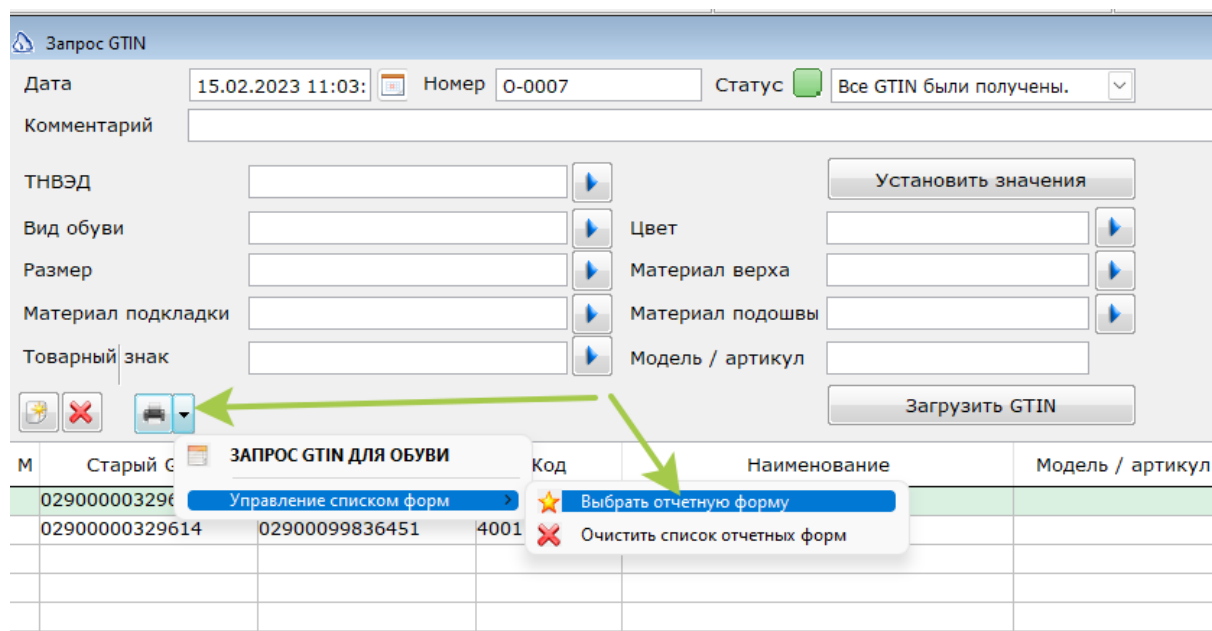 Запрос GTIN
Дата 15.02.2023 11:03: Номер О-0007 Статус Все GTIN были получены.
Комментарий
ТНВЭД Установить значения
Вид обуви Цвет
Размер Материал верха
Материал подкладки Материал подошвы
Товарный знак Модель / артикул
Загрузить GTIN
ЗАПРОС GTIN ДЛЯ ОБУВИ
М Старый Код Наименование Модель / артикул
Управление списком форм Выбрать отчетную форму
02900000329614 02900099836451 4001
Очистить список отчетных форм